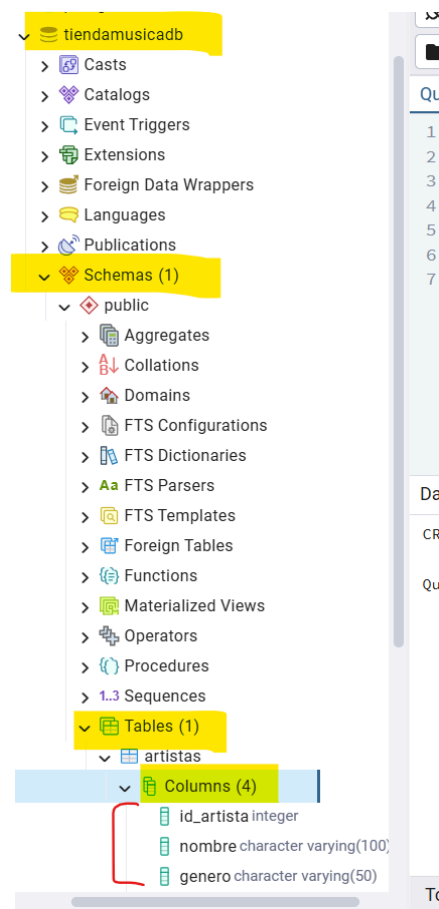 tiendamusicadb
Casts
Catalogs
Event Triggers
Extensions
Foreign Data Wrappers
Languages
Publications
Schemas (1)
public
Aggregates
Collations
Domains
FTS Configurations
FTS Dictionaries
Aa FTS Parsers
FTS Templates
Foreign Tables
Functions
Materialized Views
Operators
Procedures
1..3 Sequences
Tables (1)
artistas
Columns (4)
id_artista integer
nombre character varying(100)
genero character varying(50)
Qu
1
2
3
4
5
6
7
Da
CR
Qu
To